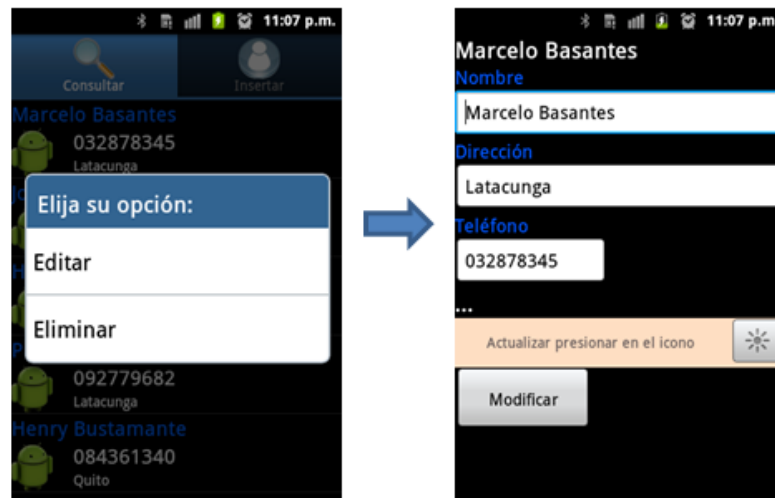 11:07 p.m.
Consultar
Insertar
Marcelo Basantes
032878345
Latacunga
Elija su opción:
Editar
Eliminar
092779682
Latacunga
Henry Bustamante
084361340
Quito
11:07 p.m
Marcelo Basantes
Nombre
Marcelo Basantes
Dirección
Latacunga
Teléfono
032878345
...
Actualizar presionar en el icono
Modificar